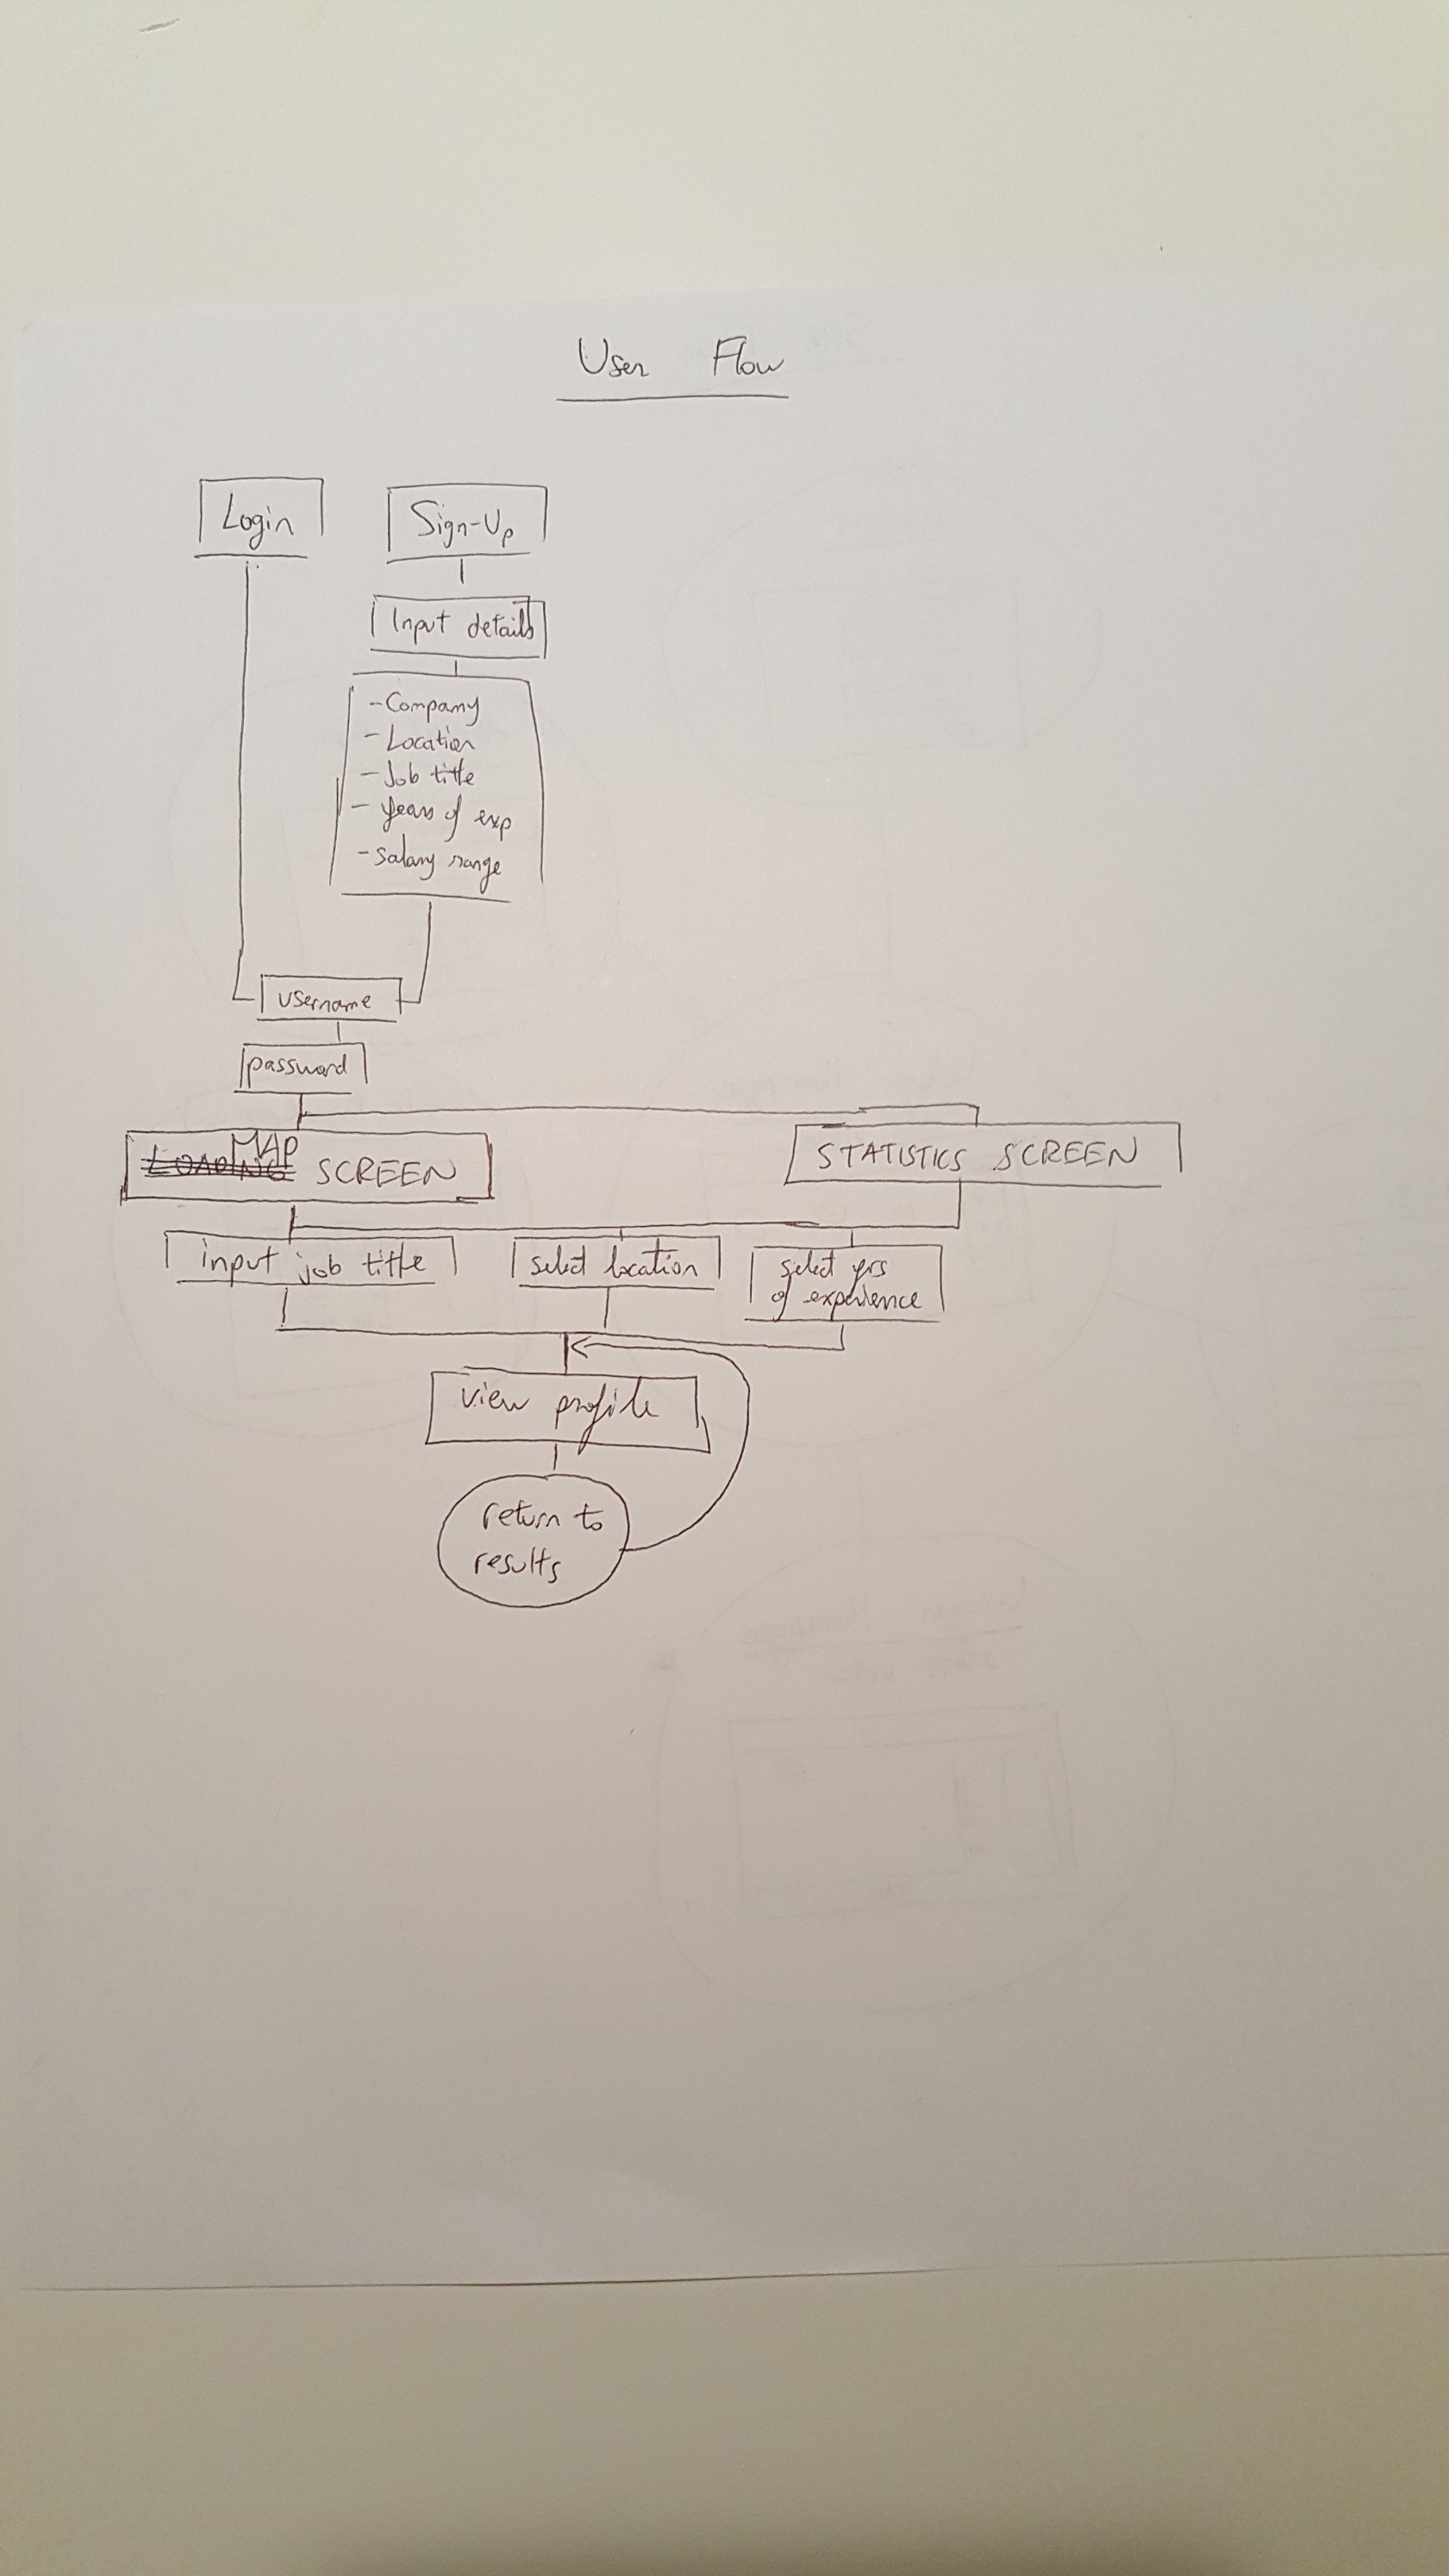 User Flow
Login
Sign-Up
Input details
- Company
- Location
- Job title
- years of exp
- Salary range
username
password
MAP
LOADING SCREEN
STATISTICS SCREEN
input job title
select location
select yrs
of experience
view profile
return to
results